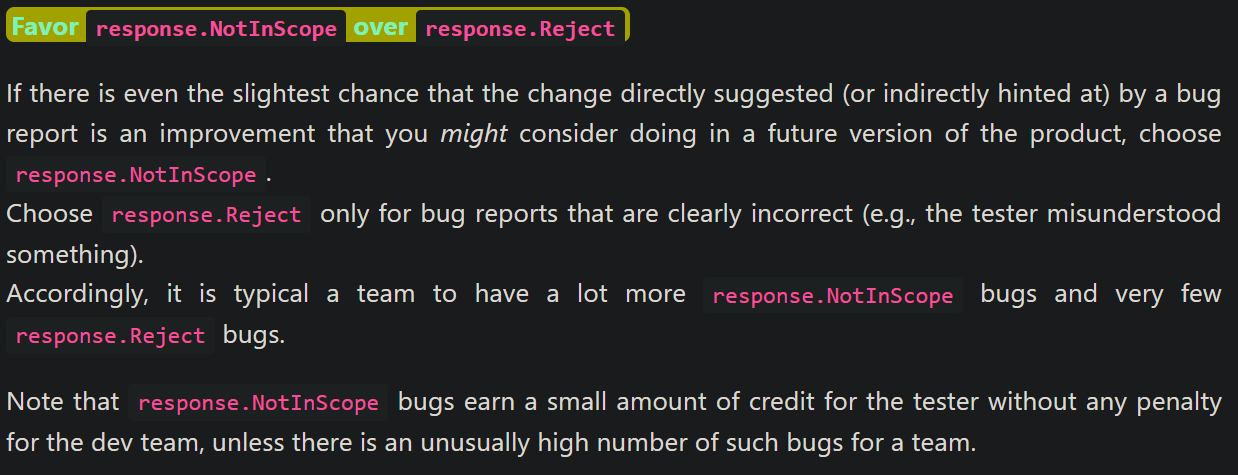 Favor response.NotInScope over response.Reject
If there is even the slightest chance that the change directly suggested (or indirectly hinted at) by a bug
report is an improvement that you might consider doing in a future version of the product, choose
response.NotInScope.
Choose response.Reject only for bug reports that are clearly incorrect (e.g., the tester misunderstood
something).
Accordingly, it is typical a team to have a lot more response.NotInScope bugs and very few
response.Reject bugs.
Note that response.NotInScope bugs earn a small amount of credit for the tester without any penalty
for the dev team, unless there is an unusually high number of such bugs for a team.